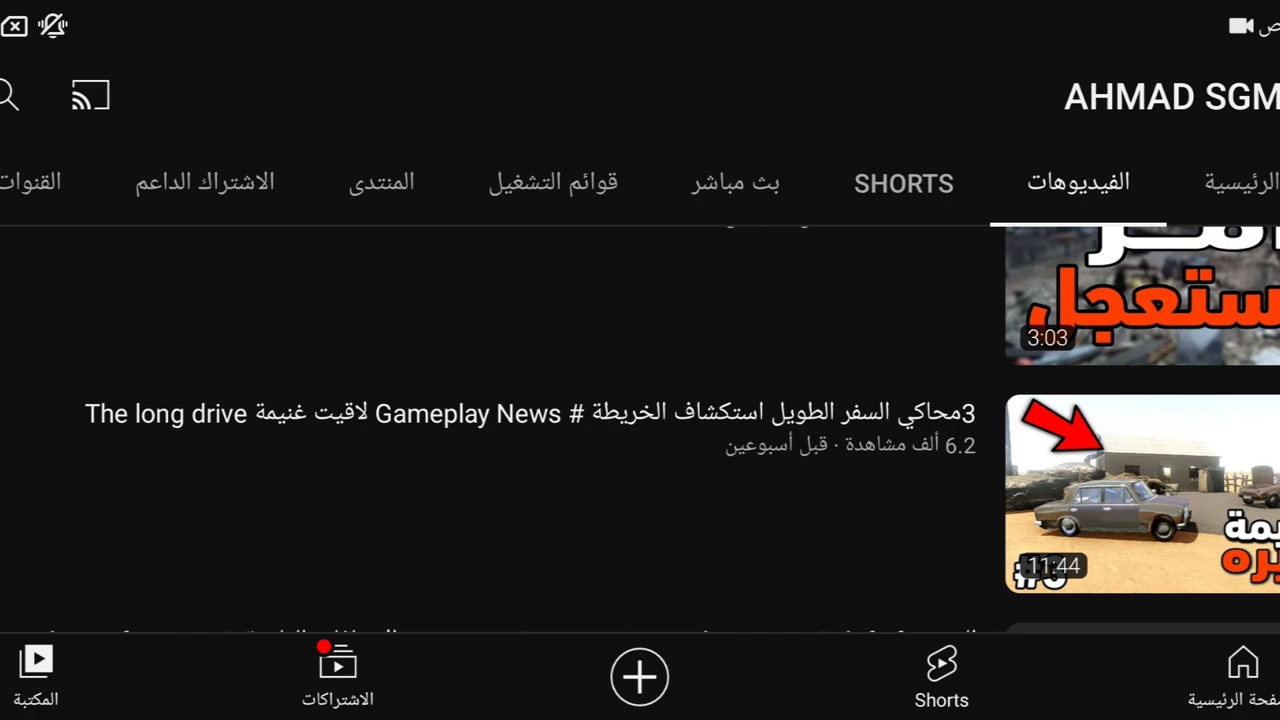 AHMAD SGM
الرئيسية
الفيديوهات
SHORTS
بث مباشر
قوائم التشغيل
المنتدى
الاشتراك الداعم
القنوات
3:03
3محاكي السفر الطويل استكشاف الخريطة # Gameplay News لاقيت غنيمة The long drive
6.2 ألف مشاهدة · قبل أسبوعين
11:44
Shorts
الاشتراكات
المكتبة